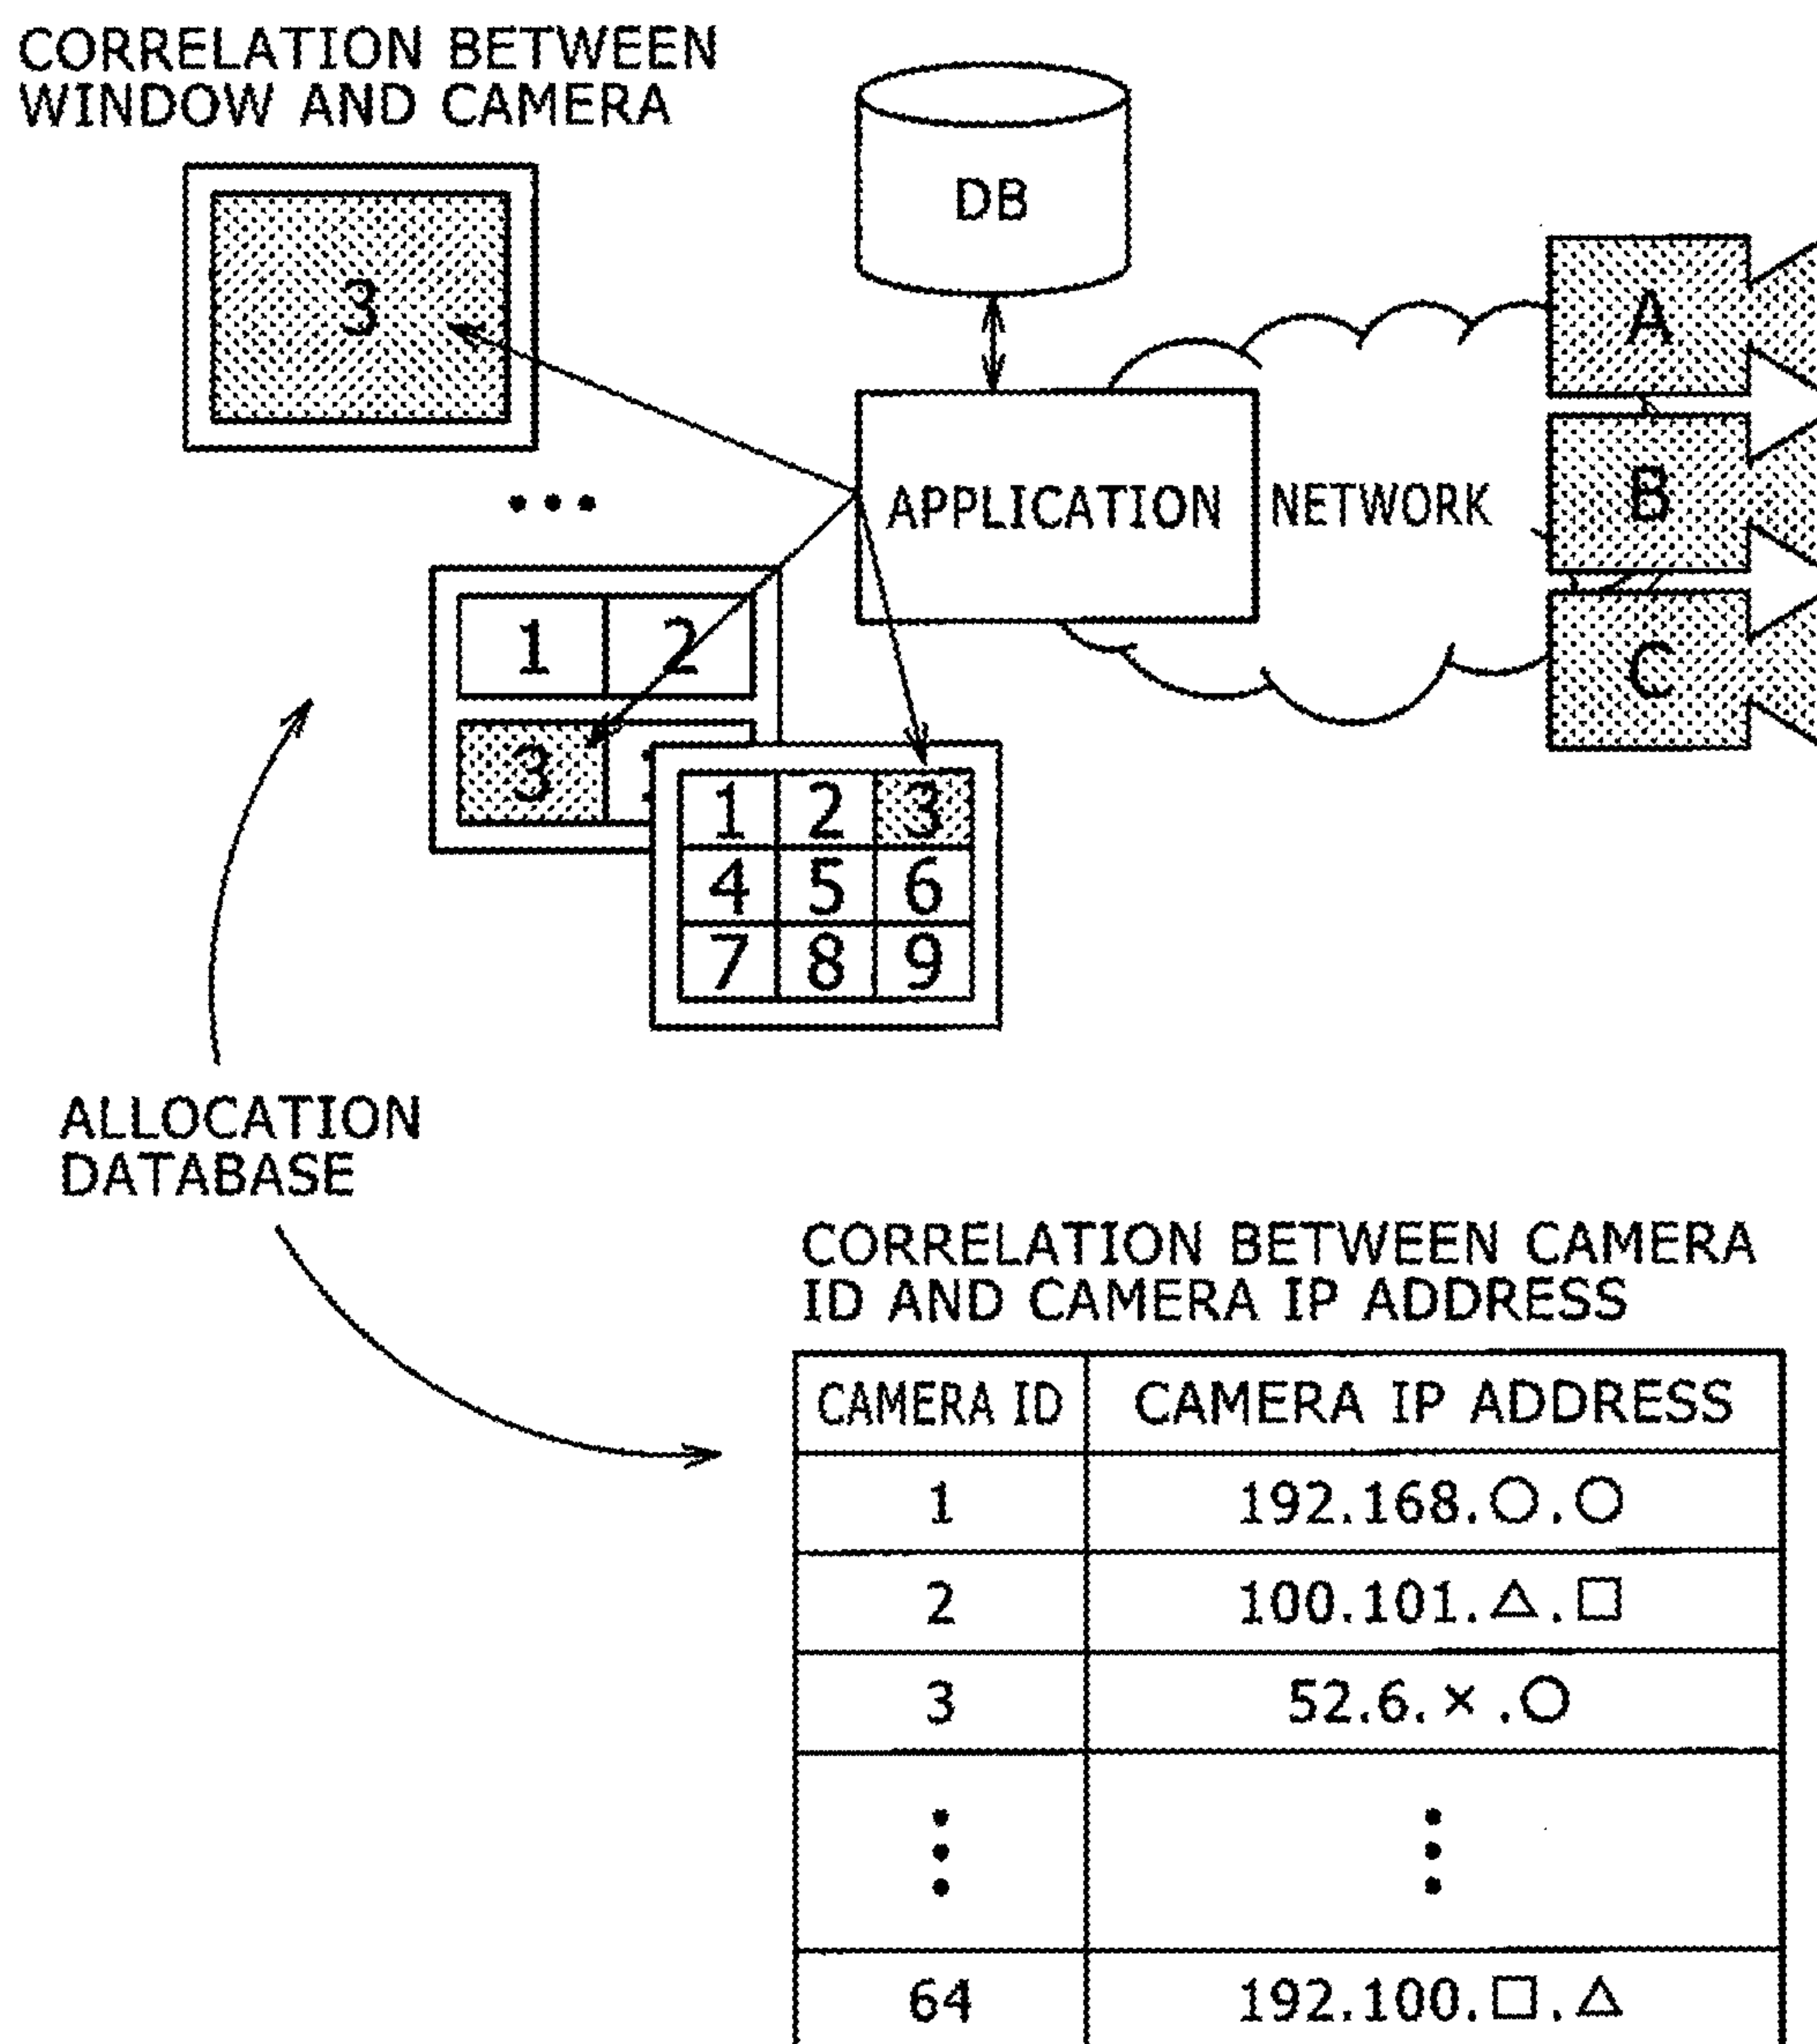 CORRELATION BETWEEN
WINDOW AND CAMERA
DB
3
A
APPLICATION
NETWORK
B
...
1 2
3
C
1 2 3
4 5 6
7 8 9
ALLOCATION
DATABASE
CORRELATION BETWEEN CAMERA
ID AND CAMERA IP ADDRESS
CAMERA ID CAMERA IP ADDRESS
1 192.168.○.○
2 100.101.△.□
3 52.6.×.○
⋮ ⋮
64 192.100.□.△